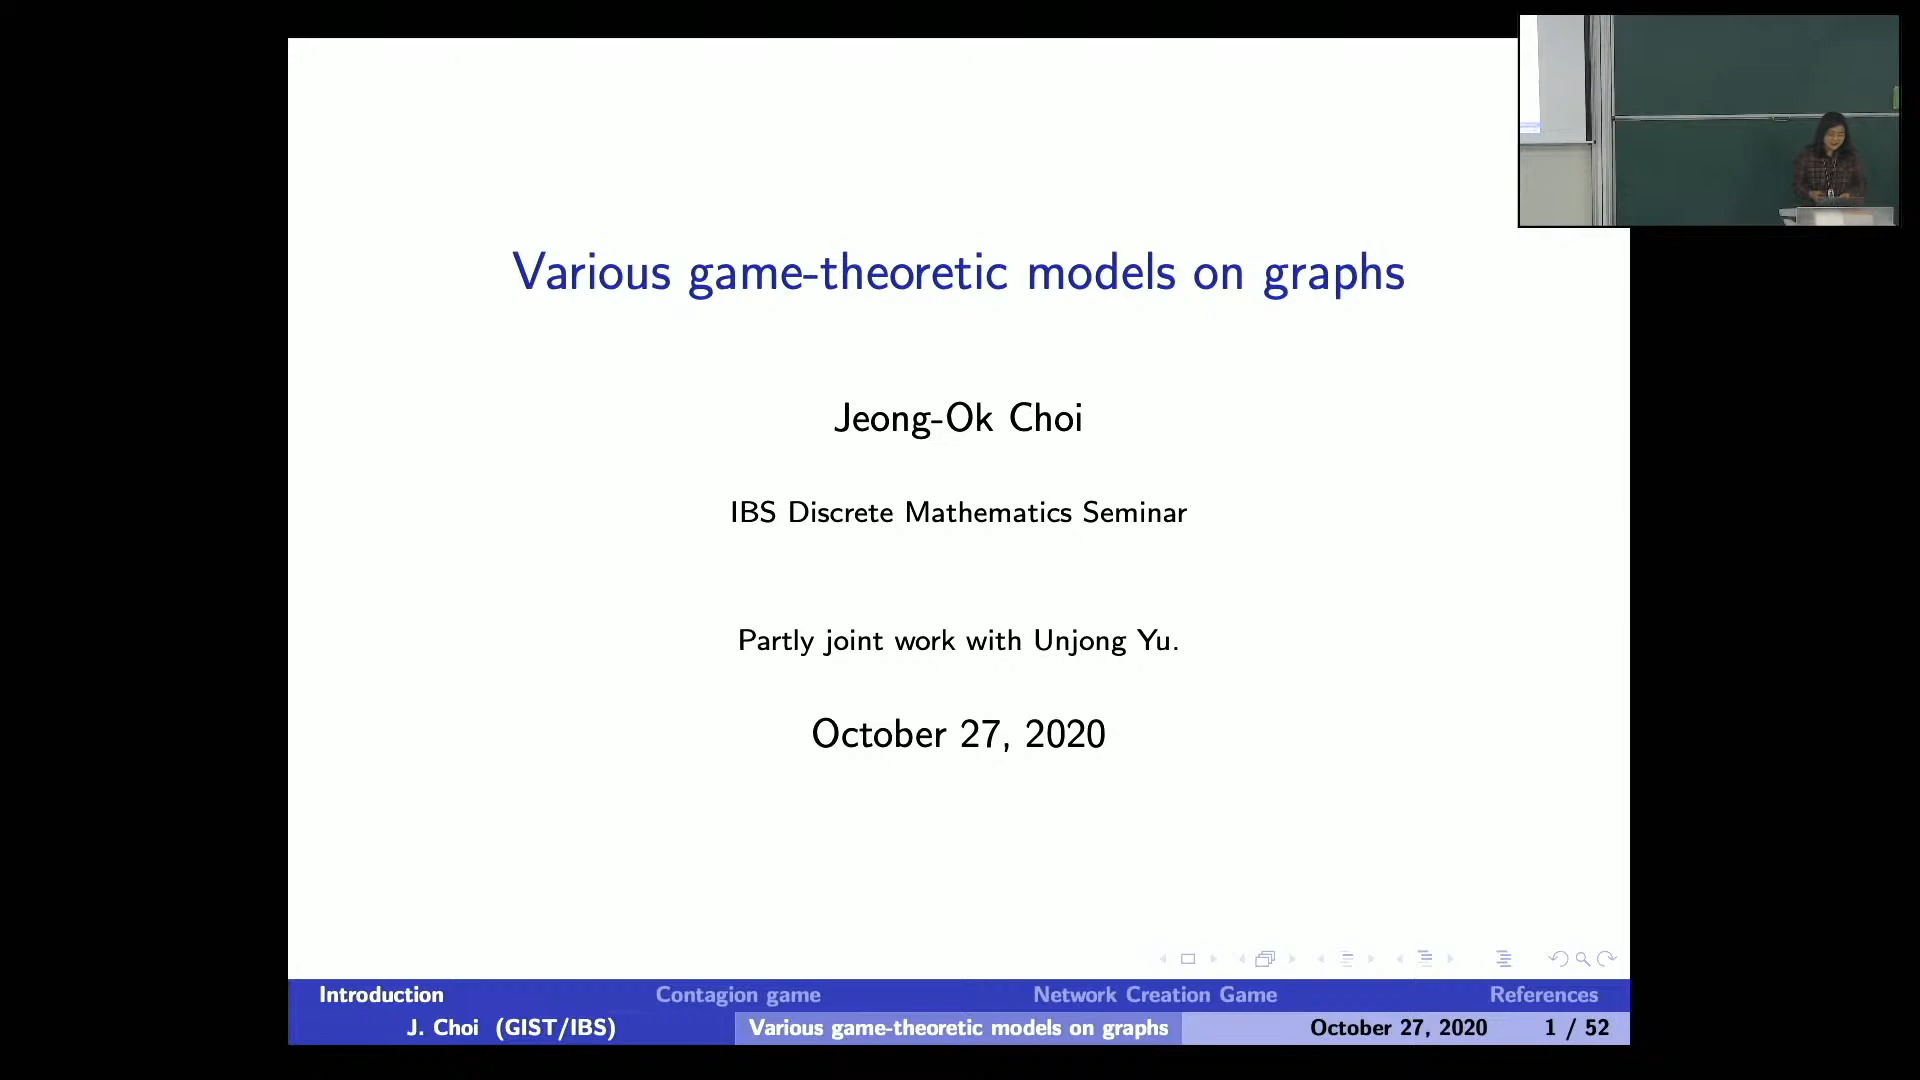 Various game-theoretic models on graphs
Jeong-Ok Choi
IBS Discrete Mathematics Seminar
Partly joint work with Unjong Yu.
October 27, 2020
Introduction Contagion game Network Creation Game References
J. Choi (GIST/IBS) Various game-theoretic models on graphs October 27, 2020 1 / 52